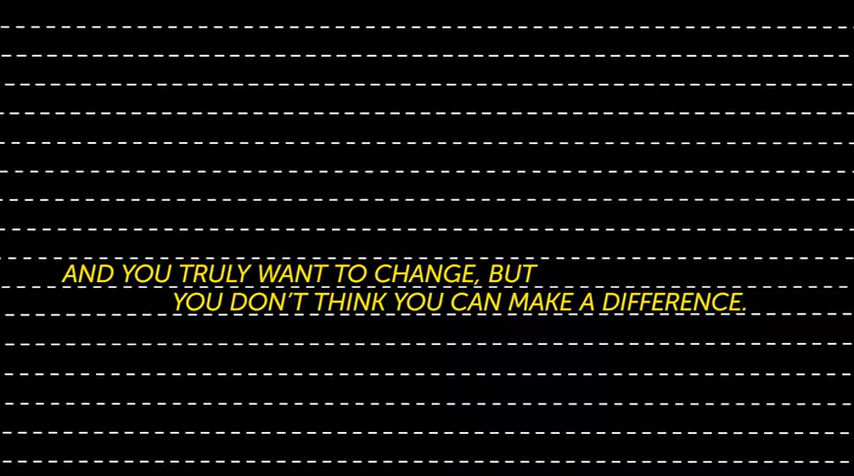 AND YOU TRULY WANT TO CHANGE, BUT
YOU DON'T THINK YOU CAN MAKE A DIFFERENCE.